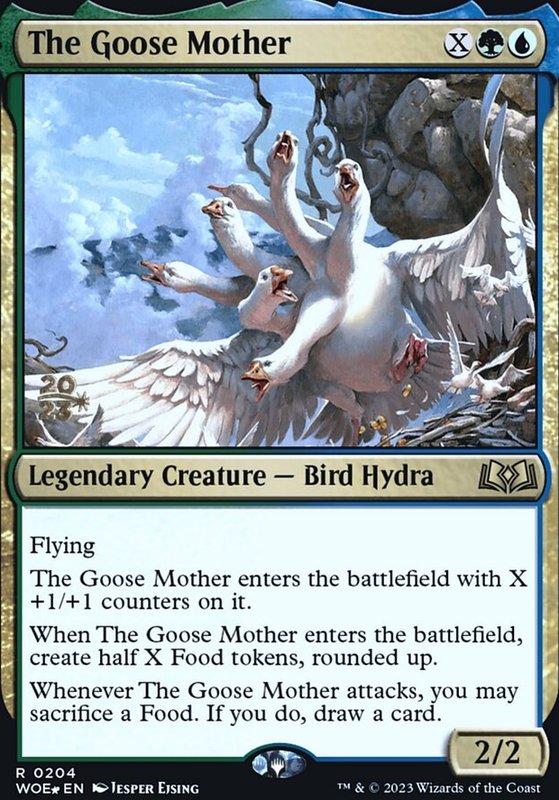 The Goose Mother X
20
23
Legendary Creature — Bird Hydra
Flying
The Goose Mother enters the battlefield with X
+1/+1 counters on it.
When The Goose Mother enters the battlefield,
create half X Food tokens, rounded up.
Whenever The Goose Mother attacks, you may
sacrifice a Food. If you do, draw a card.
2/2
R 0204
WOE★EN JESPER EJSING
™ & © 2023 Wizards of the Coast